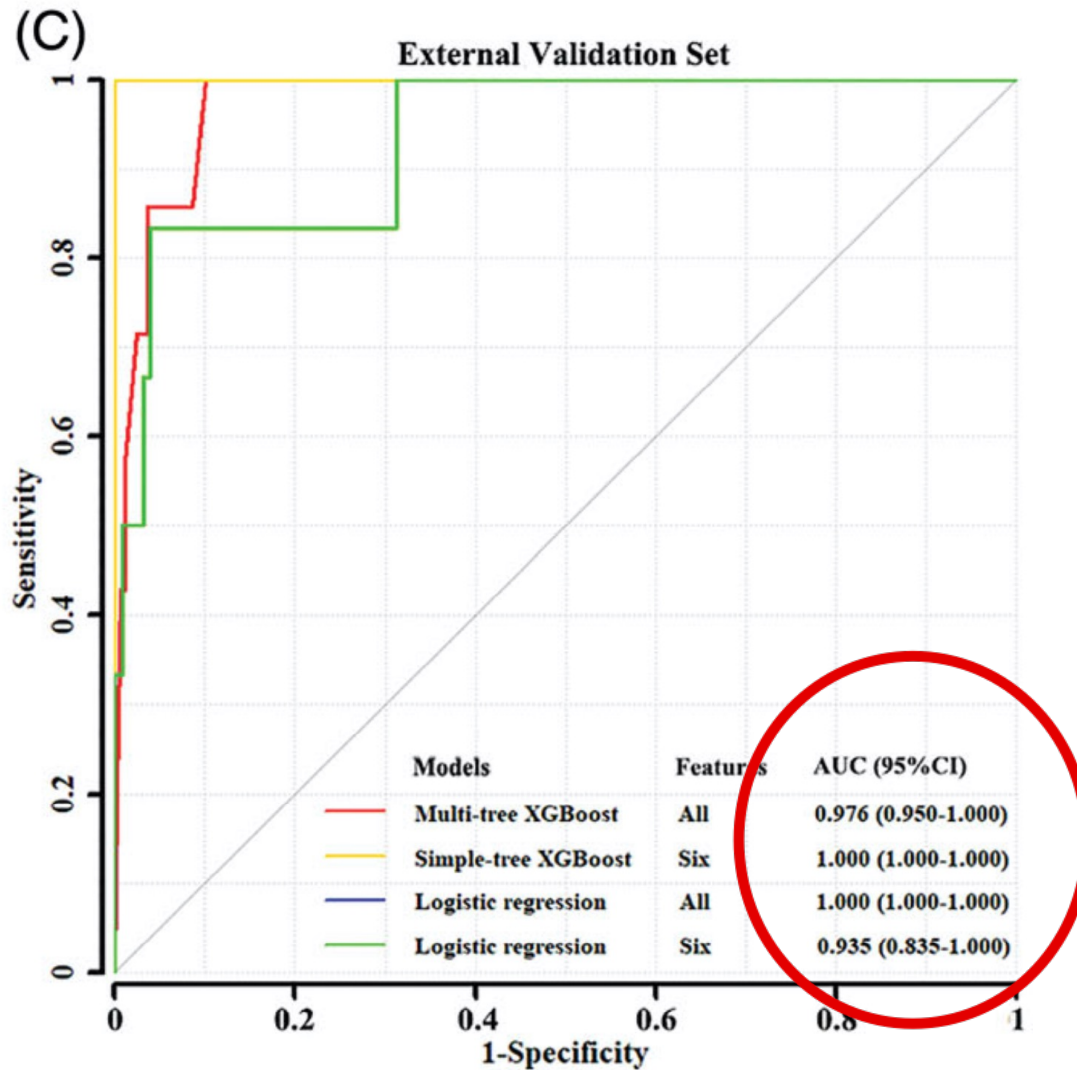 (C)
External Validation Set
1
0.8
0.6
0.4
0.2
0
Sensitivity
Models Features AUC (95%CI)
Multi-tree XGBoost All 0.976 (0.950-1.000)
Simple-tree XGBoost Six 1.000 (1.000-1.000)
Logistic regression All 1.000 (1.000-1.000)
Logistic regression Six 0.935 (0.835-1.000)
0 0.2 0.4 0.6 0.8 1
1-Specificity